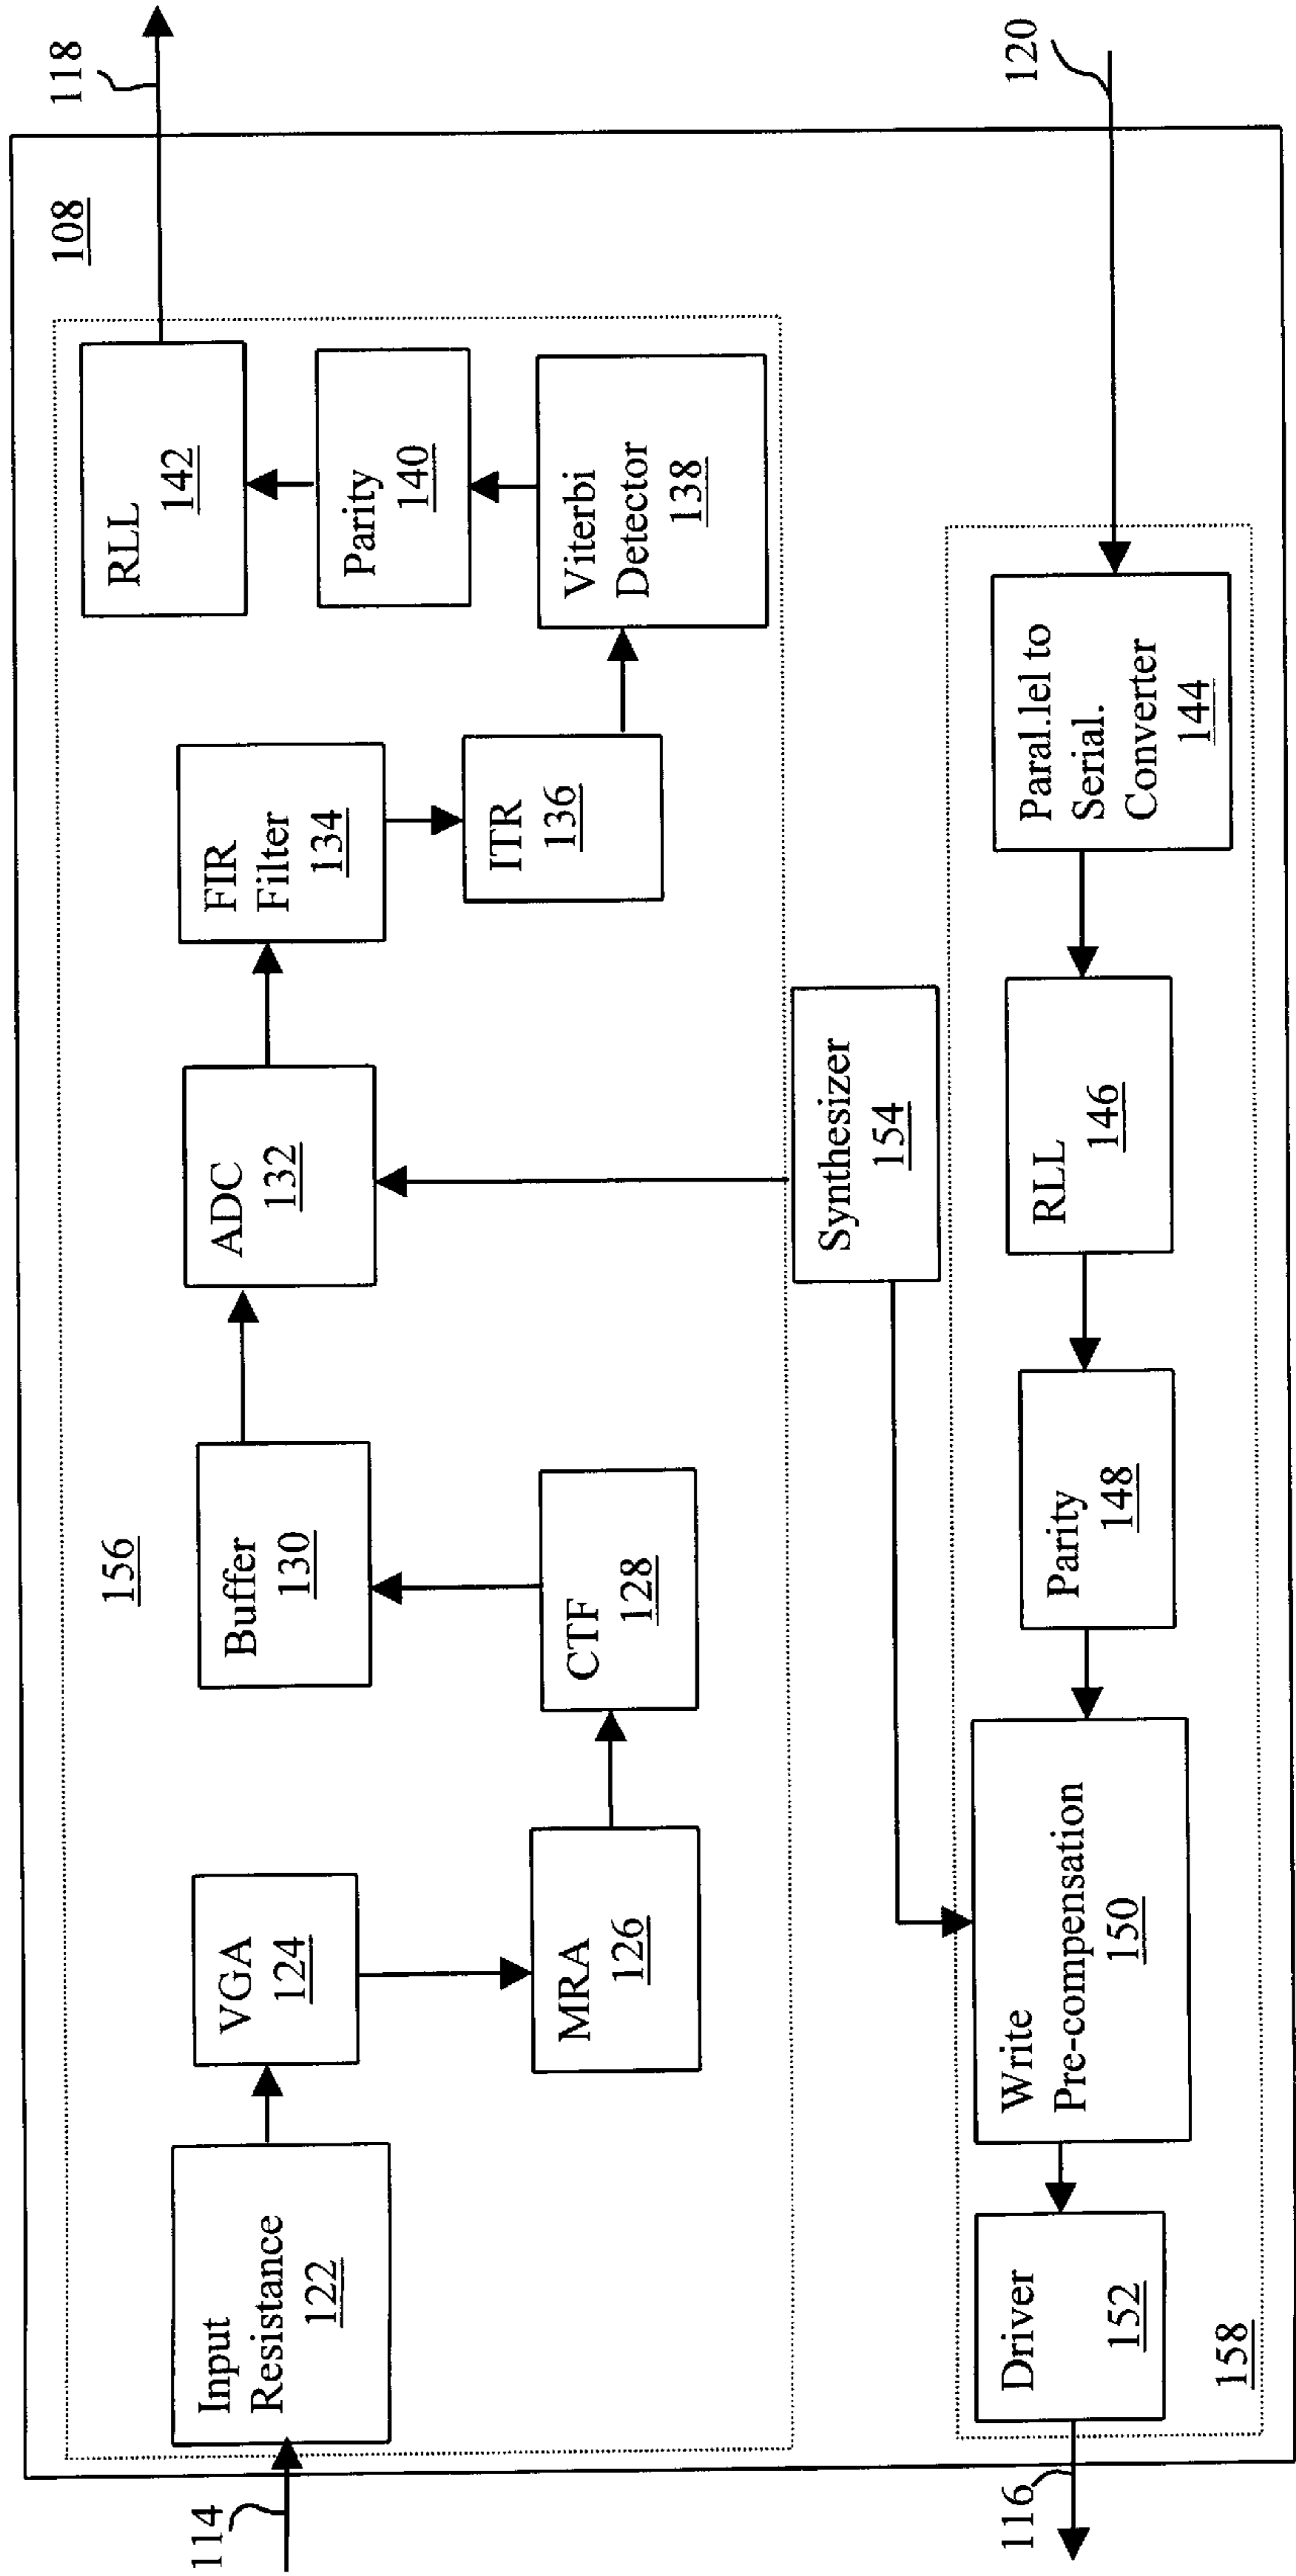 118
108
120
114
116
156
Input
Resistance
122
VGA
124
MRA
126
CTF
128
Buffer
130
ADC
132
FIR
Filter
134
ITR
136
Viterbi
Detector
138
Parity
140
RLL
142
Synthesizer
154
Paral.lel to
Serial.
Converter
144
RLL
146
Parity
148
Write
Pre-compensation
150
Driver
152
158